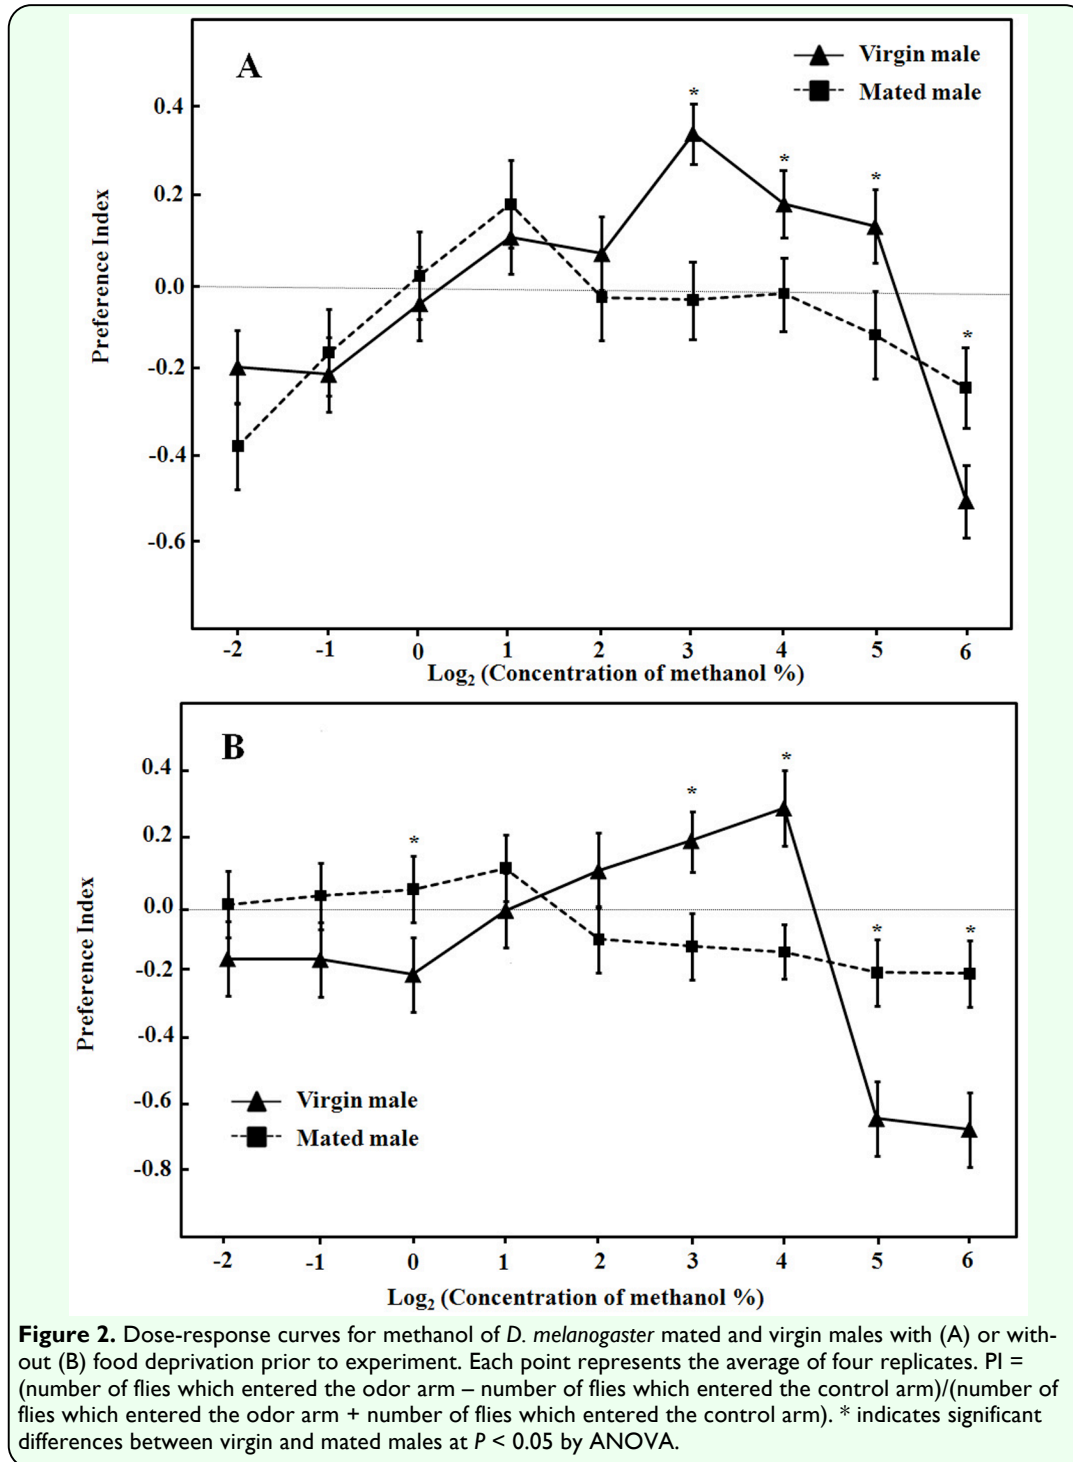 A
Virgin male
Mated male
*
*
*
*
0.4
0.2
0.0
-0.2
-0.4
-0.6
Preference Index
-2 -1 0 1 2 3 4 5 6
Log₂ (Concentration of methanol %)
B
*
*
*
*
*
0.4
0.2
0.0
-0.2
-0.4
-0.6
-0.8
Preference Index
Virgin male
Mated male
-2 -1 0 1 2 3 4 5 6
Log₂ (Concentration of methanol %)
Figure 2. Dose-response curves for methanol of D. melanogaster mated and virgin males with (A) or with-
out (B) food deprivation prior to experiment. Each point represents the average of four replicates. PI =
(number of flies which entered the odor arm – number of flies which entered the control arm)/(number of
flies which entered the odor arm + number of flies which entered the control arm). * indicates significant
differences between virgin and mated males at P < 0.05 by ANOVA.